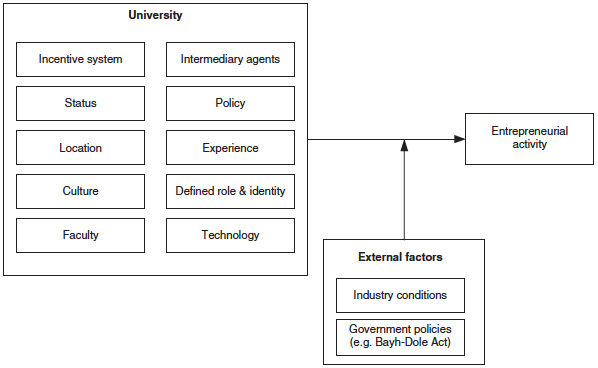 University
Incentive system
Intermediary agents
Status
Policy
Location
Experience
Culture
Defined role & identity
Faculty
Technology
Entrepreneurial
activity
External factors
Industry conditions
Government policies
(e.g. Bayh-Dole Act)